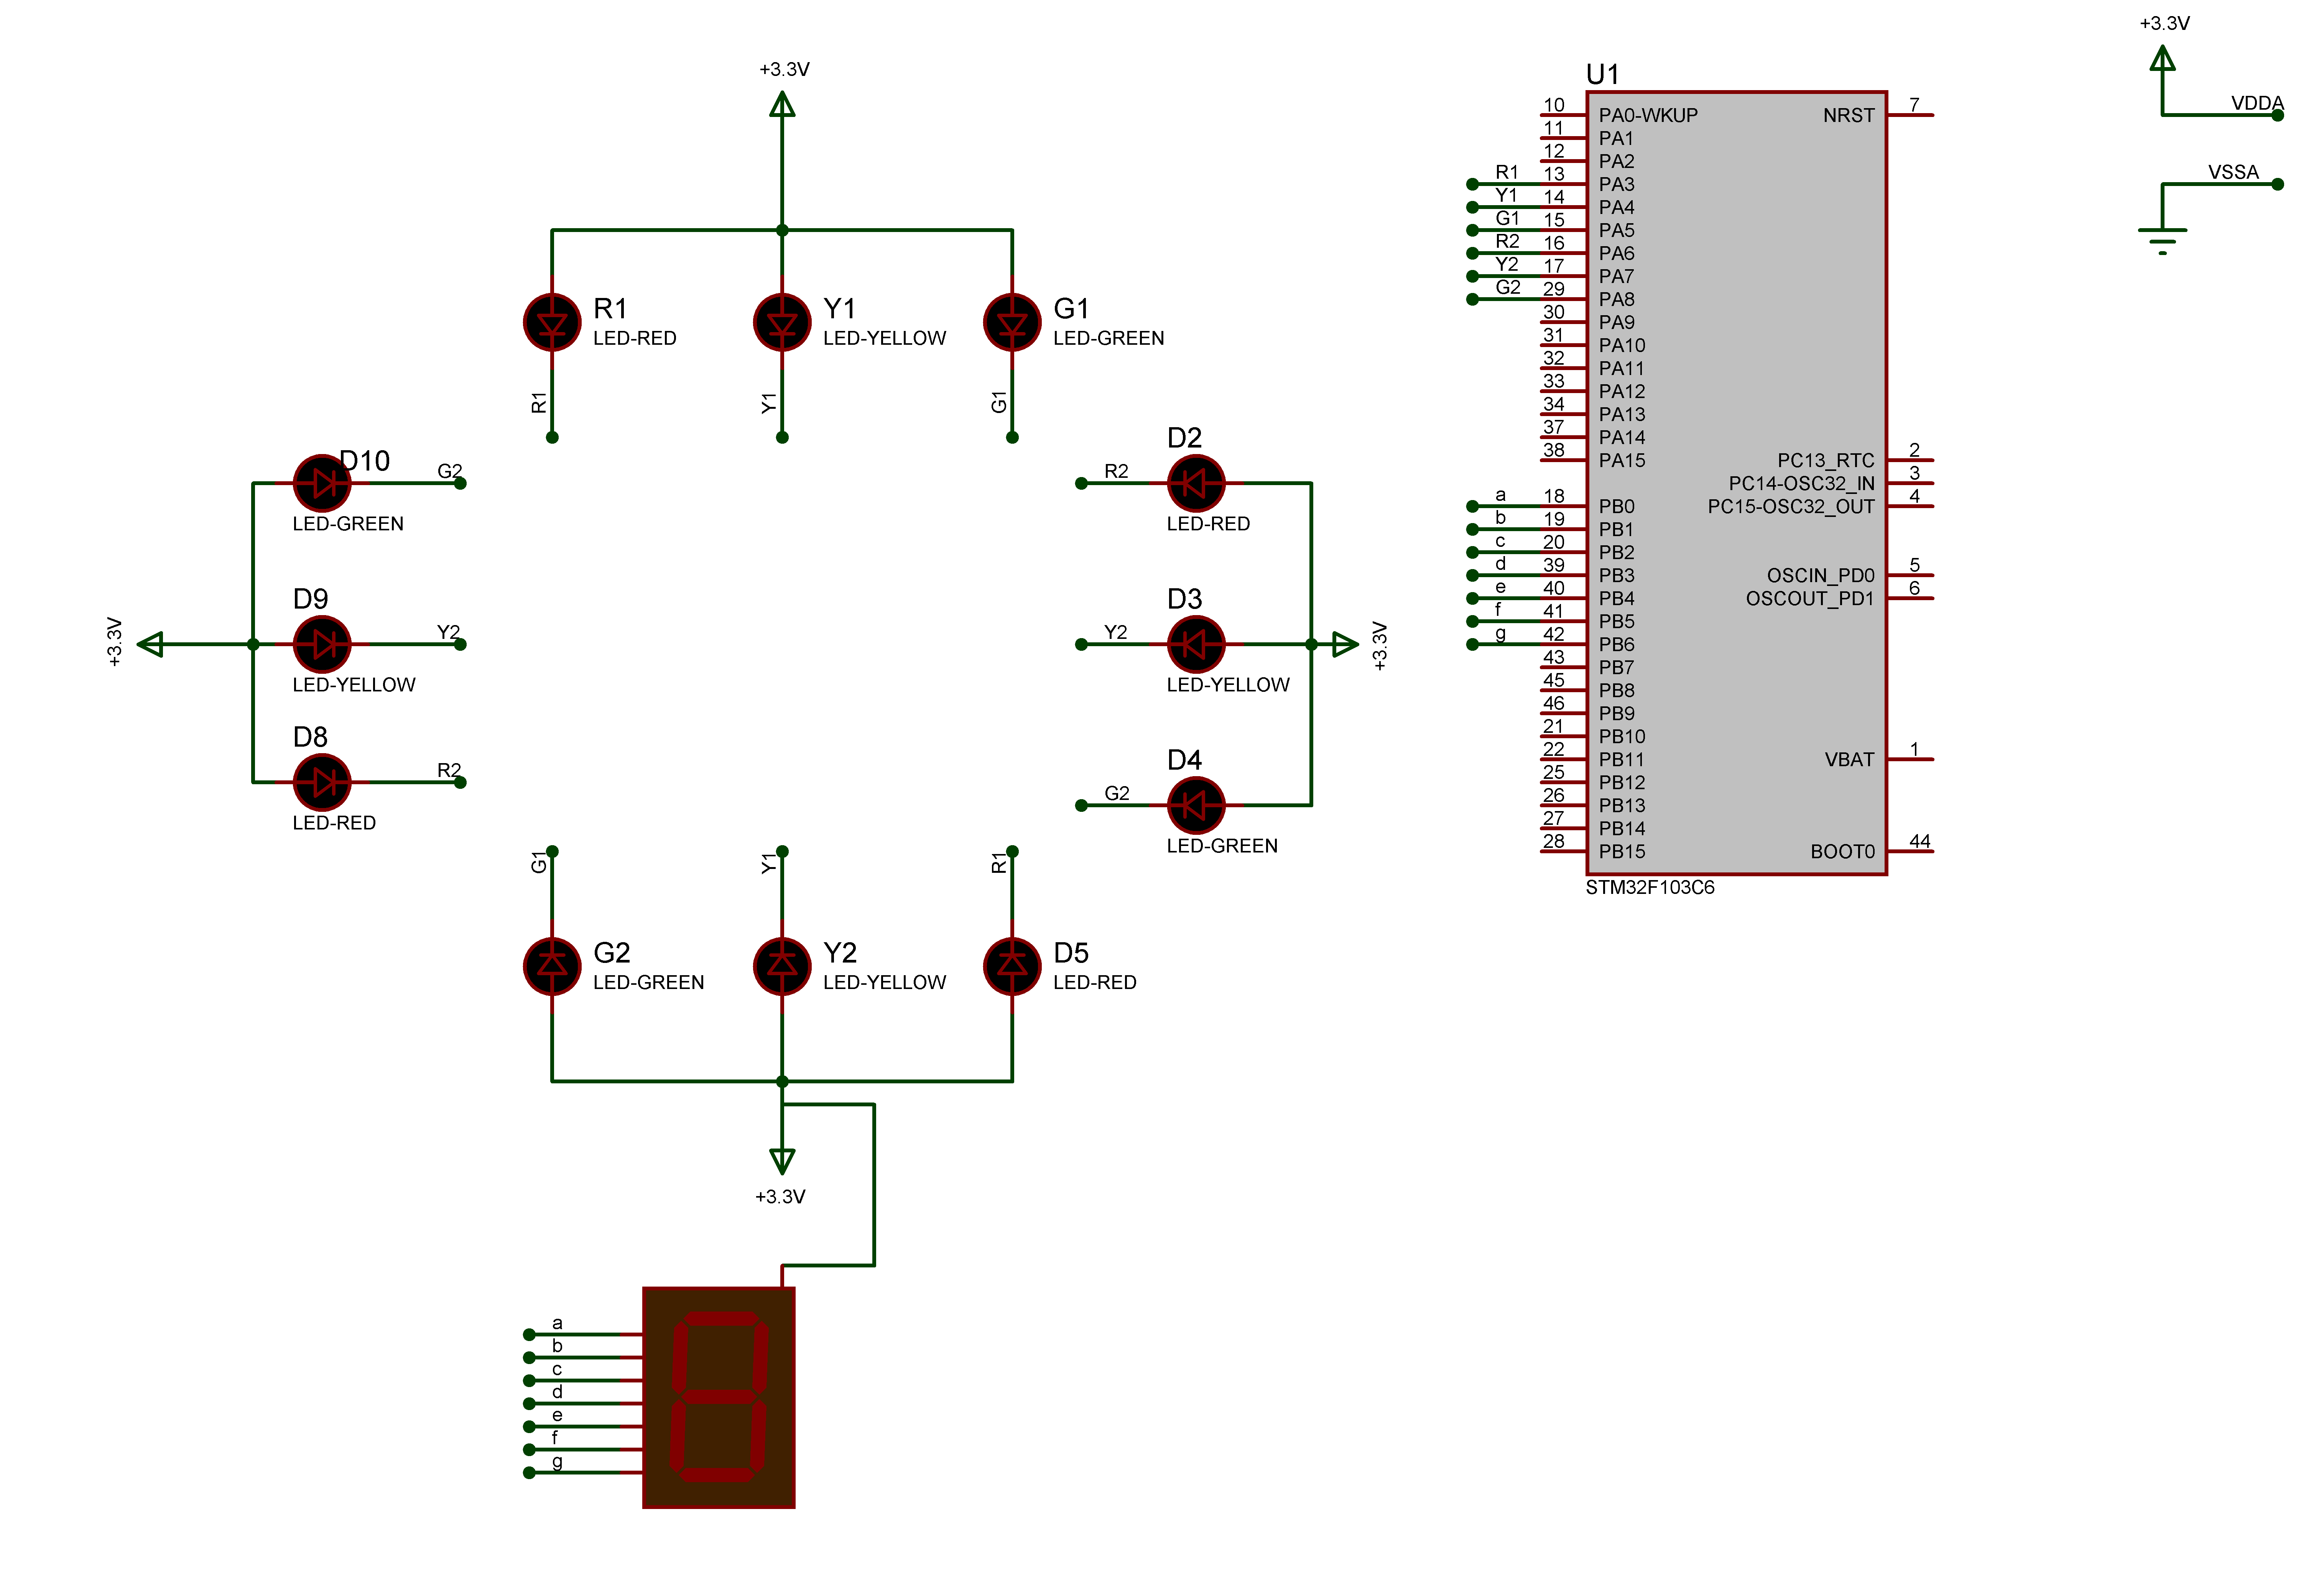 +3.3V
R1
LED-RED
Y1
LED-YELLOW
G1
LED-GREEN
R1
Y1
G1
D10
G2
LED-GREEN
D9
Y2
LED-YELLOW
+3.3V
D8
R2
LED-RED
D2
R2
LED-RED
D3
Y2
LED-YELLOW
+3.3V
D4
G2
LED-GREEN
G1
Y1
R1
G2
LED-GREEN
Y2
LED-YELLOW
D5
LED-RED
+3.3V
a
b
c
d
e
f
g
U1
10 PA0-WKUP NRST 7
11 PA1
12 PA2
R1 13 PA3
Y1 14 PA4
G1 15 PA5
R2 16 PA6
Y2 17 PA7
G2 29 PA8
30 PA9
31 PA10
32 PA11
33 PA12
34 PA13
37 PA14
38 PA15 PC13_RTC 2
PC14-OSC32_IN 3
a 18 PB0 PC15-OSC32_OUT 4
b 19 PB1
c 20 PB2
d 39 PB3 OSCIN_PD0 5
e 40 PB4 OSCOUT_PD1 6
f 41 PB5
g 42 PB6
43 PB7
45 PB8
46 PB9
21 PB10
22 PB11 VBAT 1
25 PB12
26 PB13
27 PB14
28 PB15 BOOT0 44
STM32F103C6
+3.3V
VDDA
VSSA